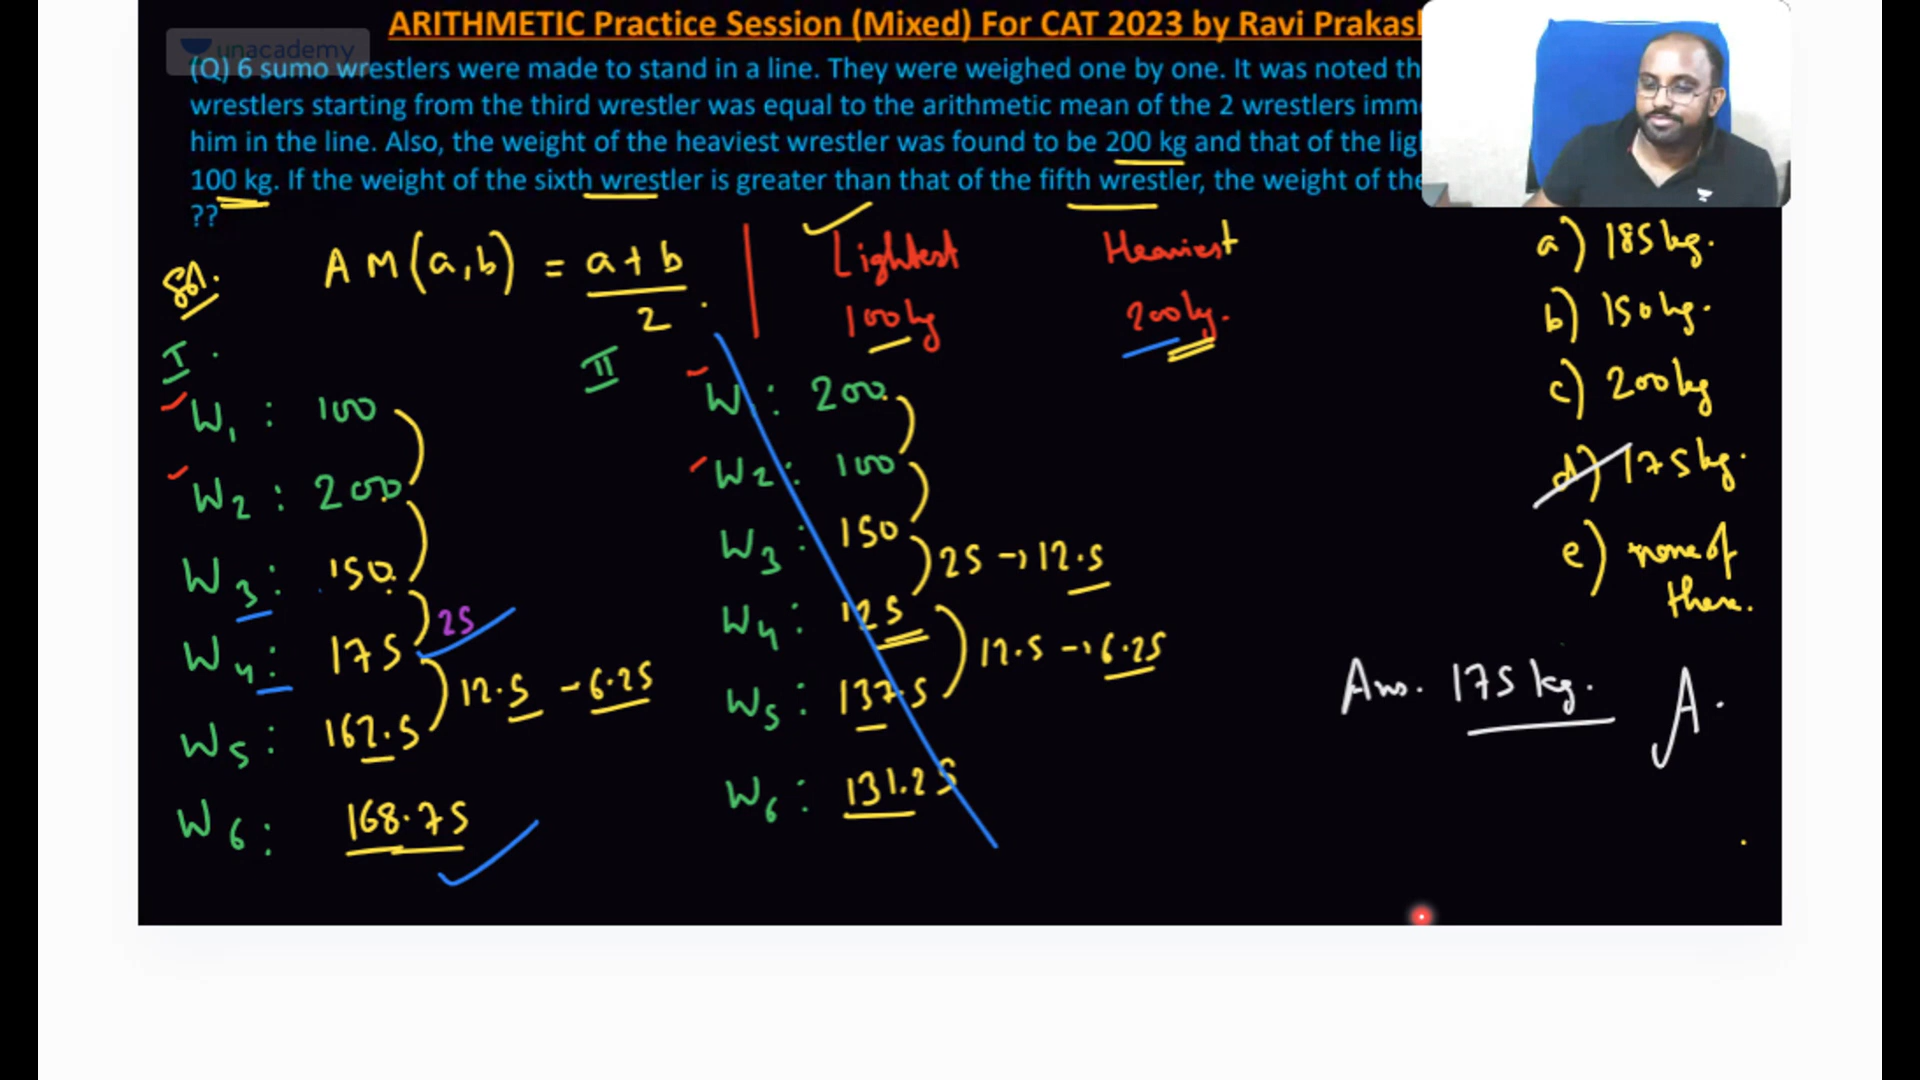 ARITHMETIC Practice Session (Mixed) For CAT 2023 by Ravi Prakash
unacademy
(Q) 6 sumo wrestlers were made to stand in a line. They were weighed one by one. It was noted th
wrestlers starting from the third wrestler was equal to the arithmetic mean of the 2 wrestlers imm
him in the line. Also, the weight of the heaviest wrestler was found to be 200 kg and that of the lig
100 kg. If the weight of the sixth wrestler is greater than that of the fifth wrestler, the weight of the
??
Sol. AM(a,b) = a+b / 2 .
Lightest Heaviest
100kg 200kg.
a) 185kg.
b) 150kg.
c) 200kg
d) 175kg.
e) none of
these.
I.
W1 : 100
W2 : 200
W3 : 150
W4 : 175
W5 : 162.5
W6 : 168.75
25
12.5 - 6.25
II
W1 : 200
W2 : 100
W3 : 150
W4 : 125
W5 : 137.5
W6 : 131.25
25 → 12.5
12.5 → 6.25
Ans. 175 kg. A.